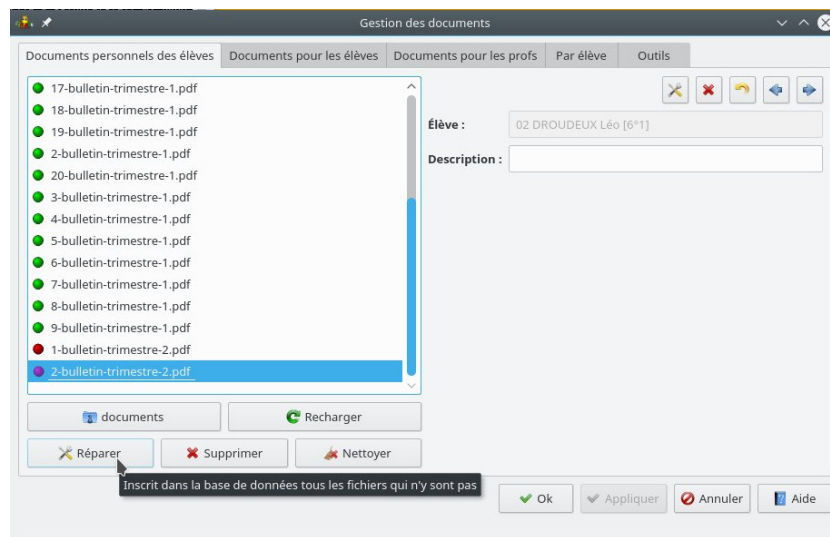 Gestion des documents
Documents personnels des élèves Documents pour les élèves Documents pour les profs Par élève Outils
17-bulletin-trimestre-1.pdf
18-bulletin-trimestre-1.pdf
19-bulletin-trimestre-1.pdf
2-bulletin-trimestre-1.pdf
20-bulletin-trimestre-1.pdf
3-bulletin-trimestre-1.pdf
4-bulletin-trimestre-1.pdf
5-bulletin-trimestre-1.pdf
6-bulletin-trimestre-1.pdf
7-bulletin-trimestre-1.pdf
8-bulletin-trimestre-1.pdf
9-bulletin-trimestre-1.pdf
1-bulletin-trimestre-2.pdf
2-bulletin-trimestre-2.pdf
Élève : 02 DROUDEUX Léo [6°1]
Description :
documents Recharger
Réparer Supprimer Nettoyer
Inscrit dans la base de données tous les fichiers qui n'y sont pas
Ok Appliquer Annuler Aide